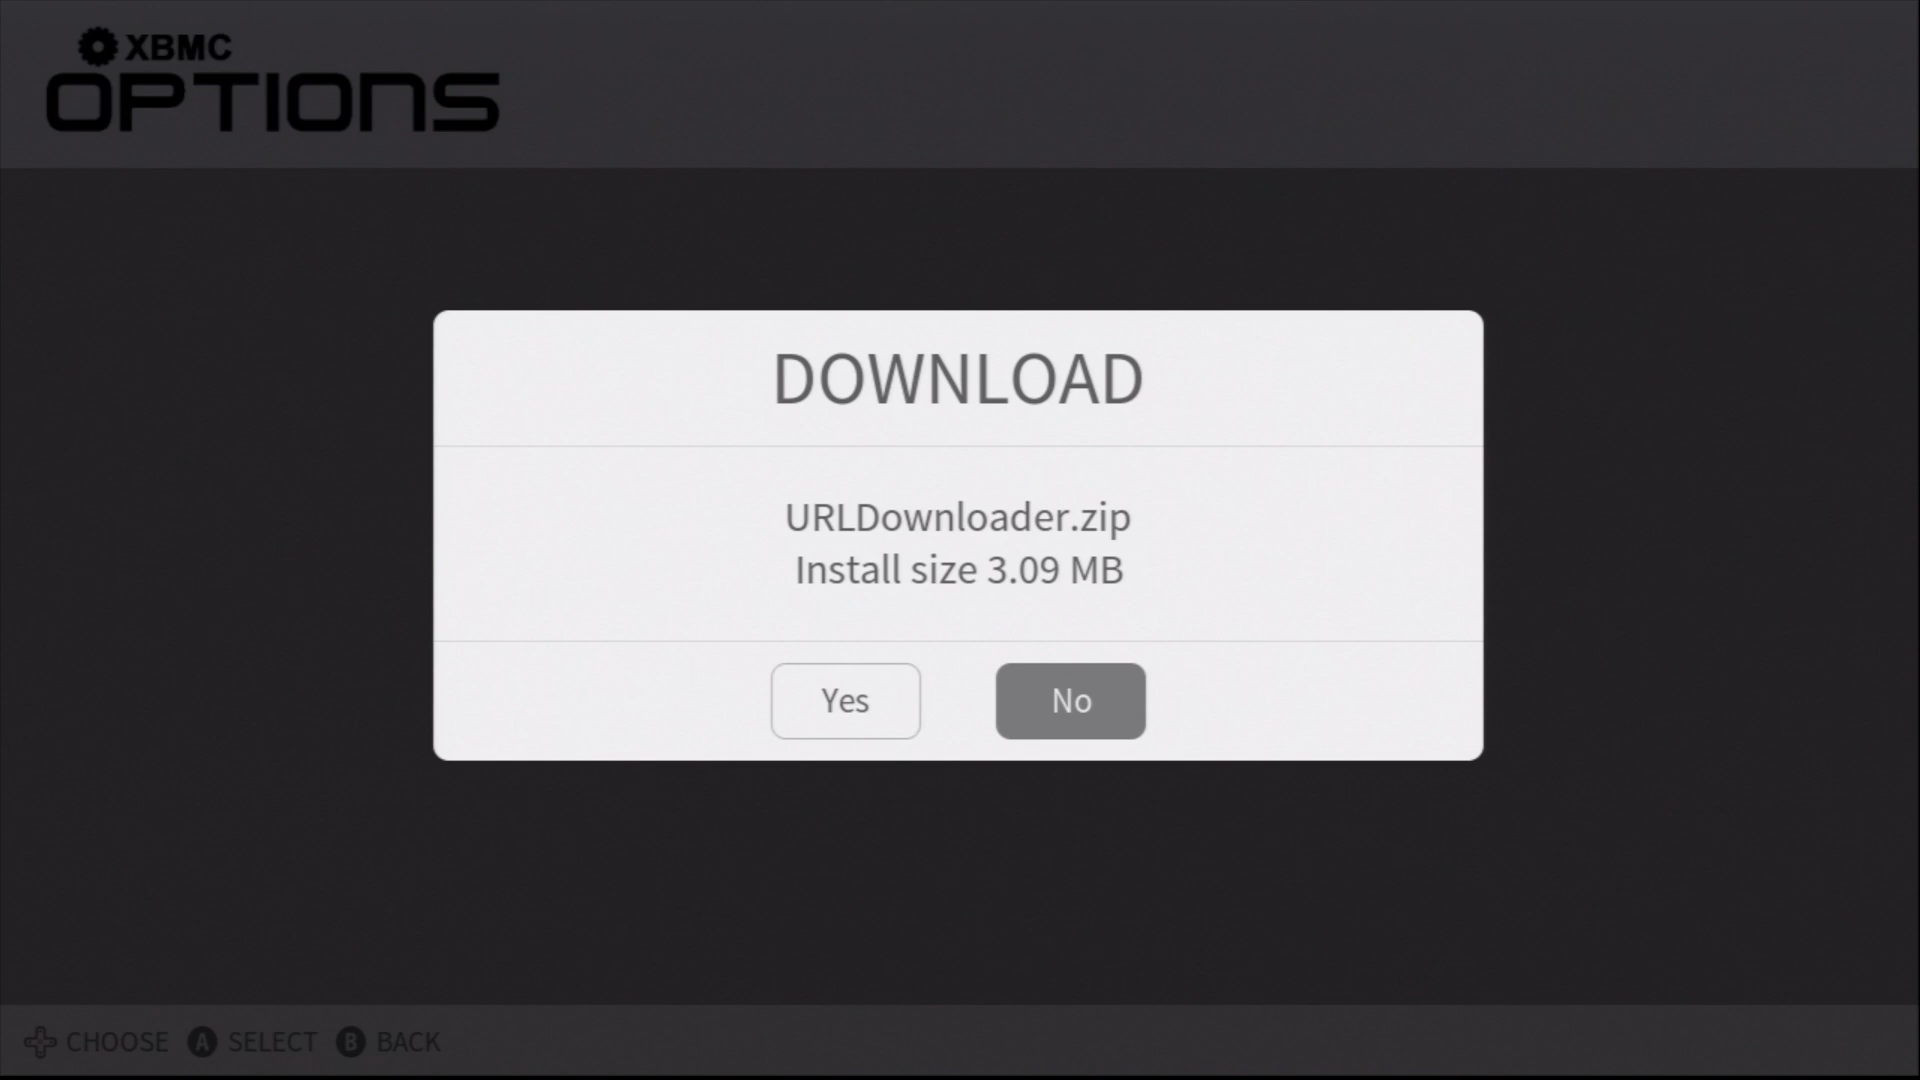 XBMC
OPTIONS
DOWNLOAD
URLDownloader.zip
Install size 3.09 MB
Yes No
CHOOSE A SELECT B BACK